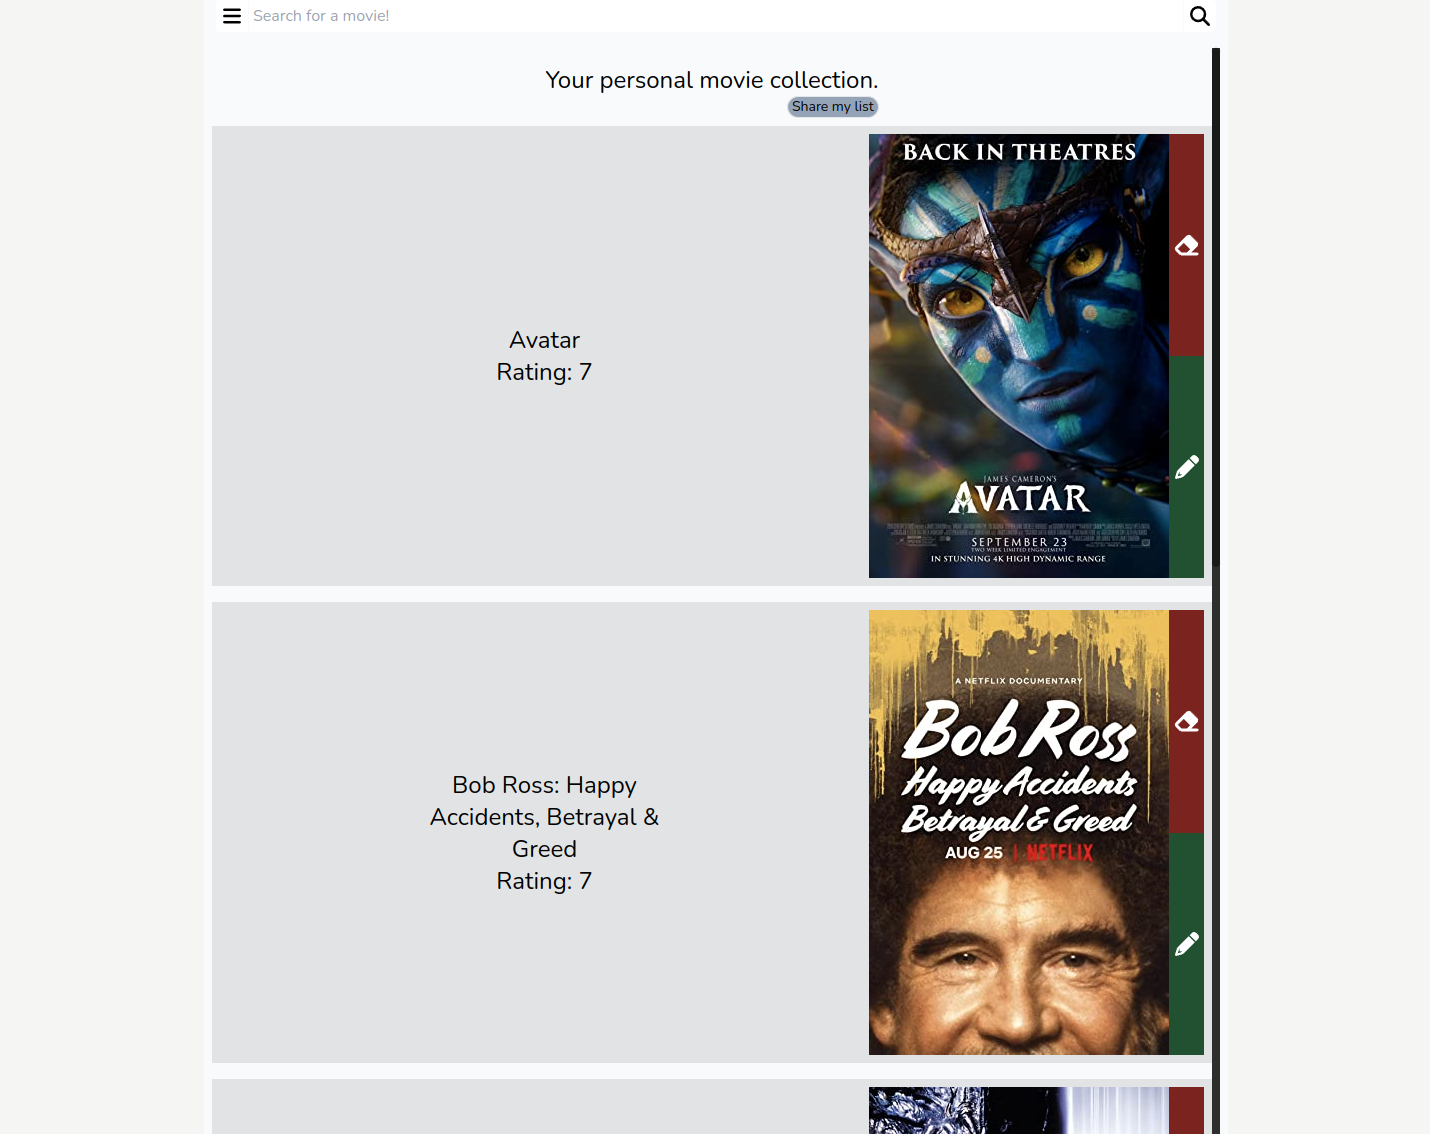 Search for a movie!
Your personal movie collection.
Share my list
Avatar
Rating: 7
BACK IN THEATRES
JAMES CAMERON'S
AVATAR
SEPTEMBER 23
TWO WEEK LIMITED ENGAGEMENT
IN STUNNING 4K HIGH DYNAMIC RANGE
Bob Ross: Happy
Accidents, Betrayal &
Greed
Rating: 7
A NETFLIX DOCUMENTARY
Bob Ross
Happy Accidents
Betrayal & Greed
AUG 25 | NETFLIX